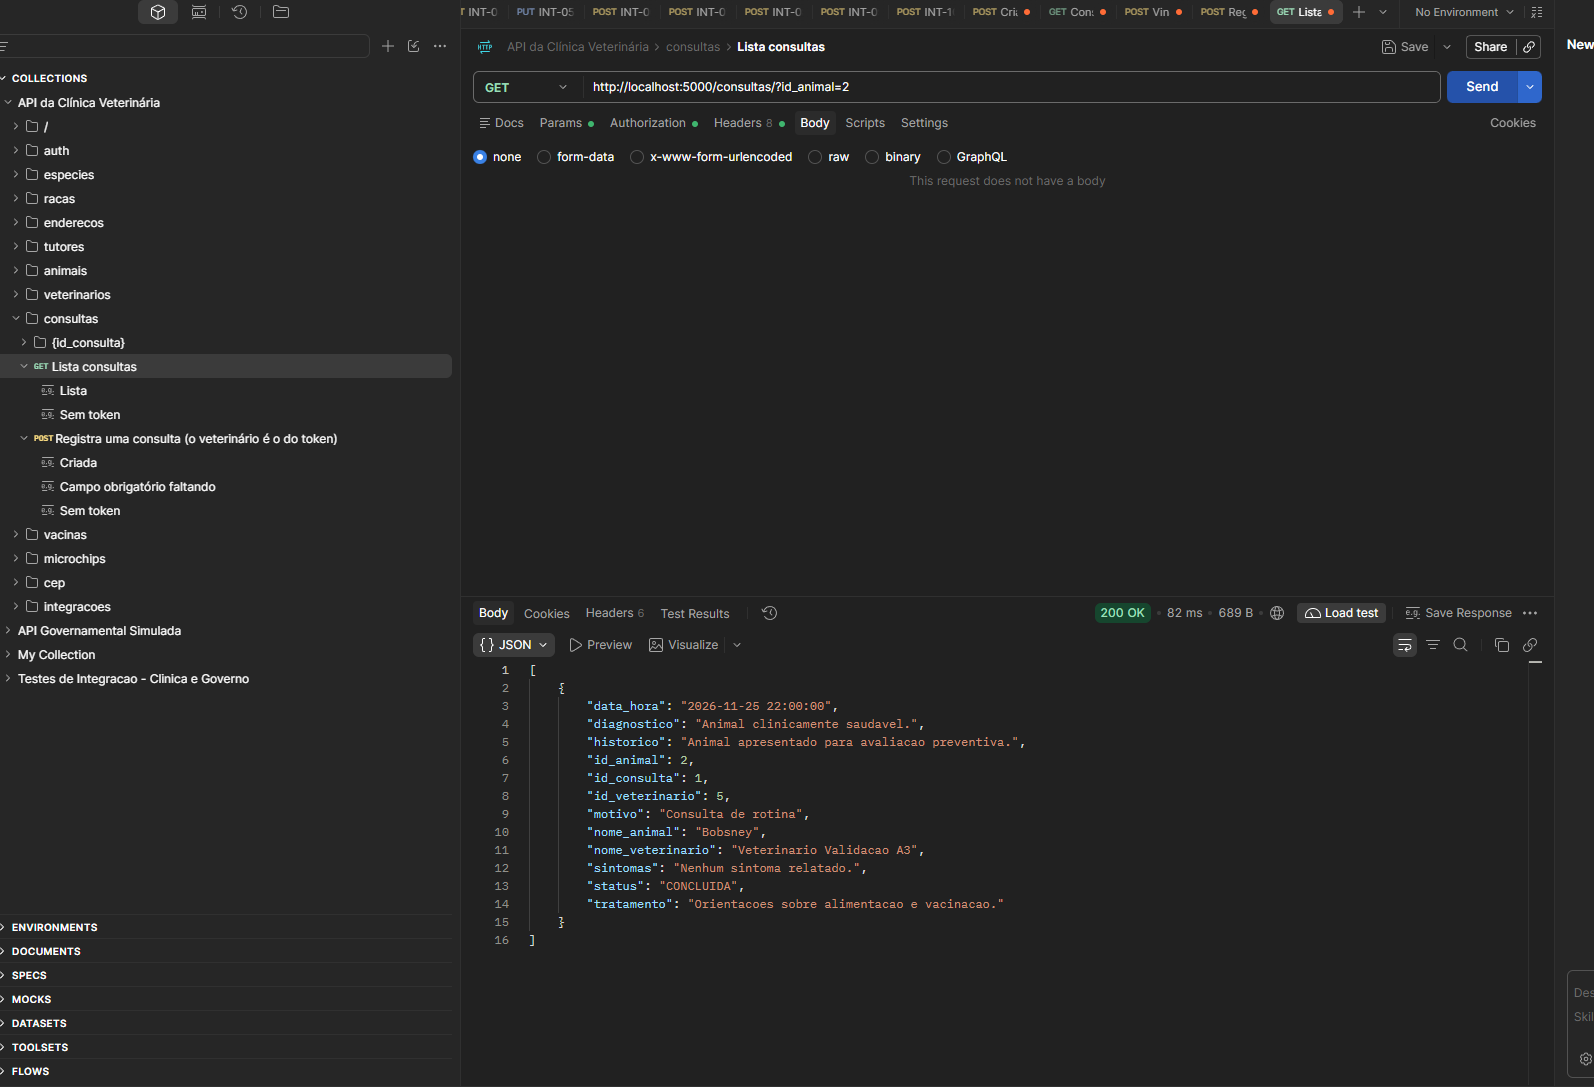 T INT-0 PUT INT-05 POST INT-0 POST INT-0 POST INT-0 POST INT-0 POST INT-1 POST Cria GET Cons POST Vin POST Reg GET Lista No Environment
API da Clínica Veterinária > consultas > Lista consultas Save Share
New
GET http://localhost:5000/consultas/?id_animal=2 Send
Docs Params Authorization Headers 8 Body Scripts Settings Cookies
none form-data x-www-form-urlencoded raw binary GraphQL
This request does not have a body
COLLECTIONS
API da Clínica Veterinária
/
auth
especies
racas
enderecos
tutores
animais
veterinarios
consultas
{id_consulta}
GET Lista consultas
e.g. Lista
e.g. Sem token
POST Registra uma consulta (o veterinário é o do token)
e.g. Criada
e.g. Campo obrigatório faltando
e.g. Sem token
vacinas
microchips
cep
integracoes
API Governamental Simulada
My Collection
Testes de Integracao - Clinica e Governo
ENVIRONMENTS
DOCUMENTS
SPECS
MOCKS
DATASETS
TOOLSETS
FLOWS
Body Cookies Headers 6 Test Results 200 OK • 82 ms • 689 B Load test e.g. Save Response
{} JSON Preview Visualize
1 [
2 {
3 "data_hora": "2026-11-25 22:00:00",
4 "diagnostico": "Animal clinicamente saudavel.",
5 "historico": "Animal apresentado para avaliacao preventiva.",
6 "id_animal": 2,
7 "id_consulta": 1,
8 "id_veterinario": 5,
9 "motivo": "Consulta de rotina",
10 "nome_animal": "Bobsney",
11 "nome_veterinario": "Veterinario Validacao A3",
12 "sintomas": "Nenhum sintoma relatado.",
13 "status": "CONCLUIDA",
14 "tratamento": "Orientacoes sobre alimentacao e vacinacao."
15 }
16 ]
Des
Skil